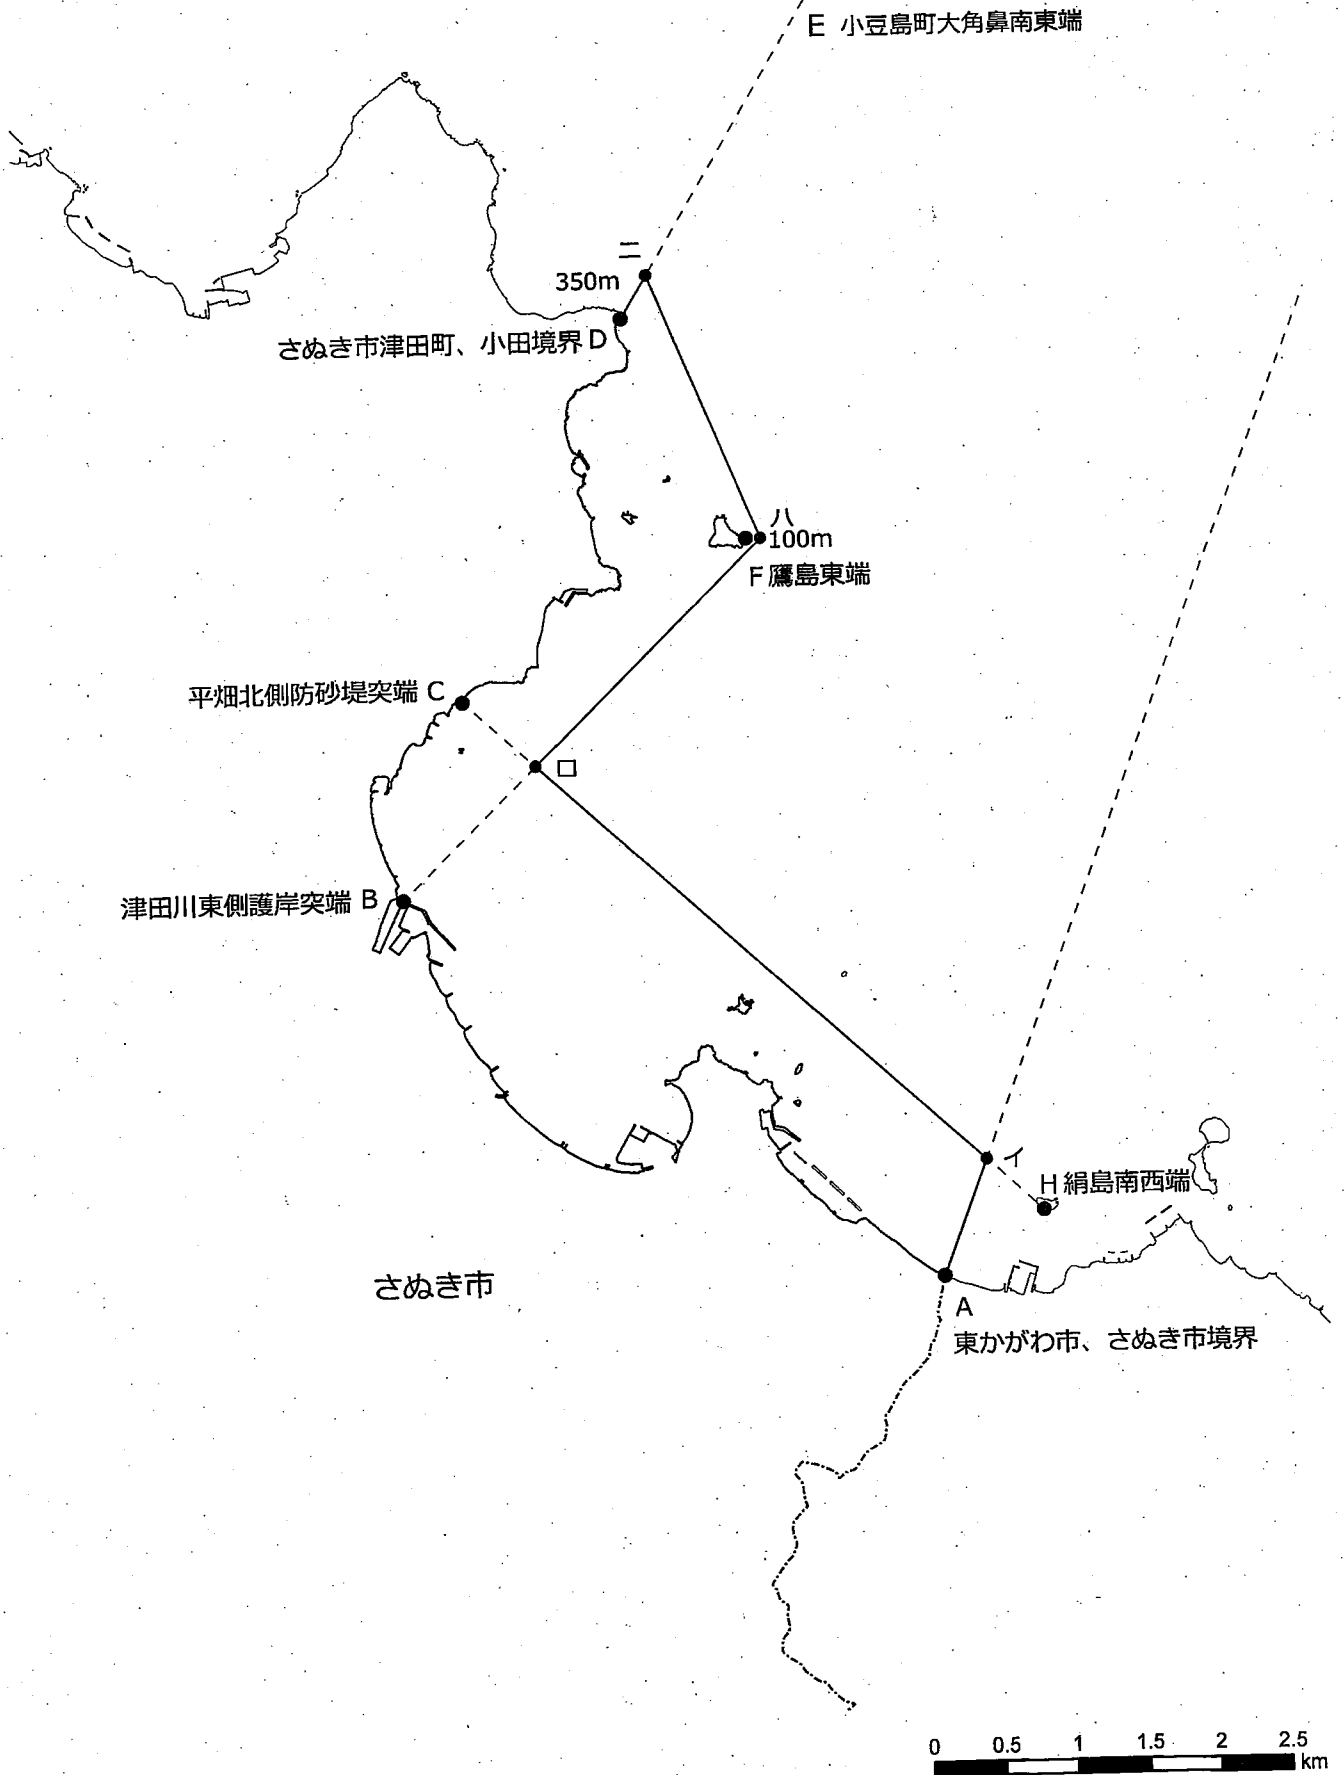 E 小豆島町大角鼻南東端
ニ
350m
さぬき市津田町、小田境界 D
ハ
100m
F 鷹島東端
平畑北側防砂堤突端 C
ロ
津田川東側護岸突端 B
イ
H 絹島南西端
さぬき市
A
東かがわ市、さぬき市境界
0 0.5 1 1.5 2 2.5
km